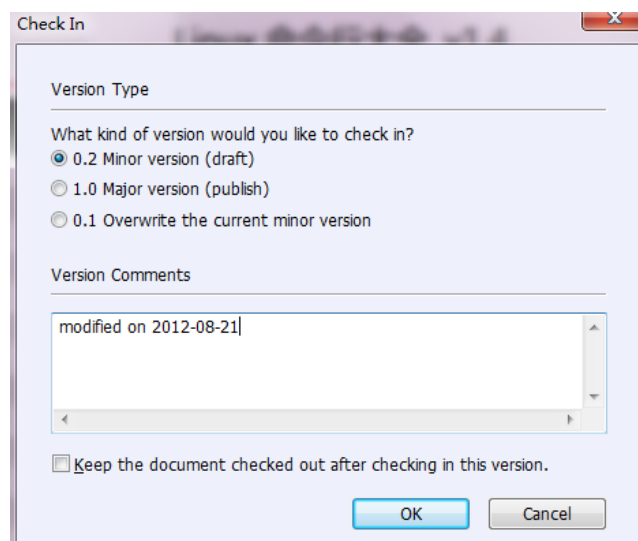 Check In
Version Type
What kind of version would you like to check in?
0.2 Minor version (draft)
1.0 Major version (publish)
0.1 Overwrite the current minor version
Version Comments
modified on 2012-08-21
Keep the document checked out after checking in this version.
OK Cancel